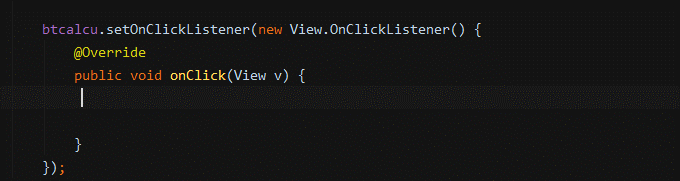 btcalcu.setOnClickListener(new View.OnClickListener() {
    @Override
    public void onClick(View v) {
    }
});